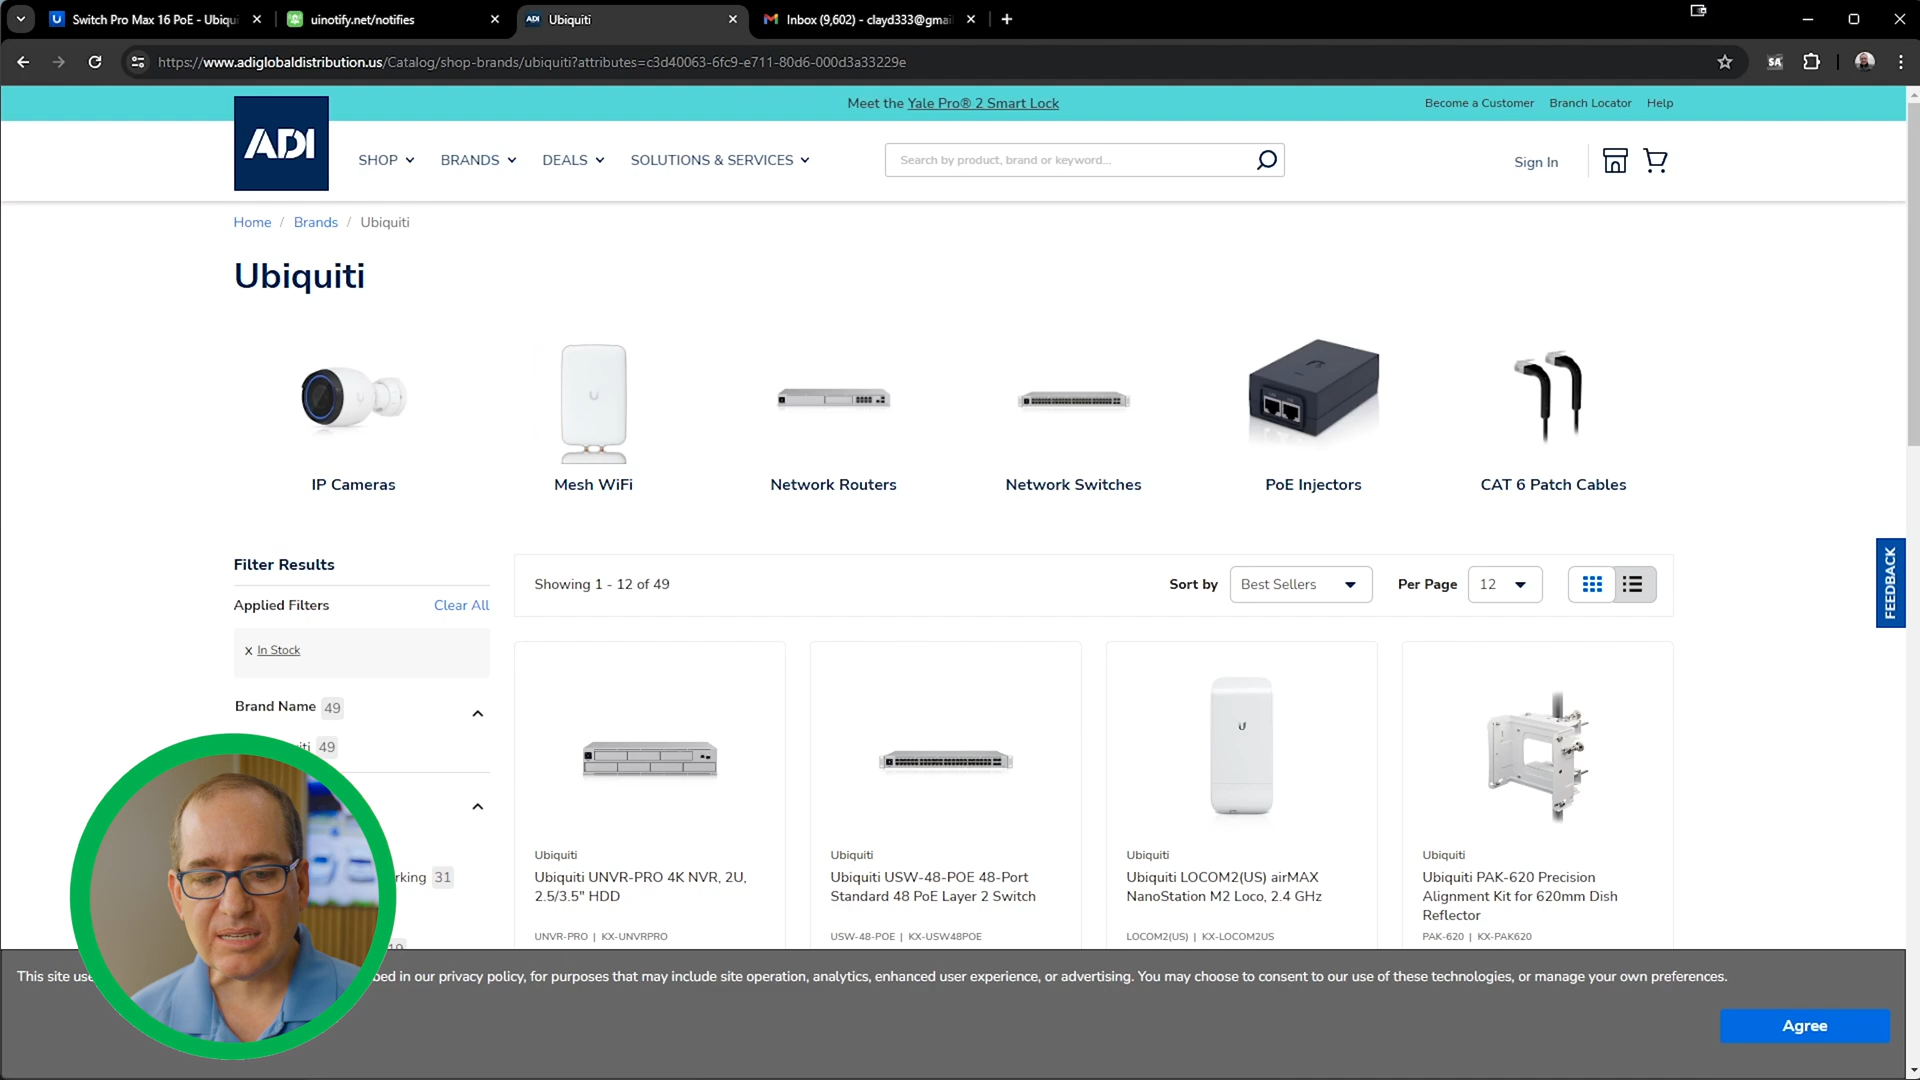 Switch Pro Max 16 PoE - Ubiqui
uinotify.net/notifies
ADI Ubiquiti
Inbox (9,602) - clayd333@gmai
https://www.adiglobaldistribution.us/Catalog/shop-brands/ubiquiti?attributes=c3d40063-6fc9-e711-80d6-000d3a33229e
SA
Meet the Yale Pro® 2 Smart Lock
Become a Customer Branch Locator Help
ADI
SHOP BRANDS DEALS SOLUTIONS & SERVICES
Search by product, brand or keyword...
Sign In
Home / Brands / Ubiquiti
Ubiquiti
IP Cameras Mesh WiFi Network Routers Network Switches PoE Injectors CAT 6 Patch Cables
FEEDBACK
Filter Results
Showing 1 - 12 of 49 Sort by Best Sellers Per Page 12
Applied Filters Clear All
x In Stock
Brand Name 49
iti 49
rking 31
19
Ubiquiti
Ubiquiti UNVR-PRO 4K NVR, 2U,
2.5/3.5" HDD
UNVR-PRO | KX-UNVRPRO
Ubiquiti
Ubiquiti USW-48-POE 48-Port
Standard 48 PoE Layer 2 Switch
USW-48-POE | KX-USW48POE
Ubiquiti
Ubiquiti LOCOM2(US) airMAX
NanoStation M2 Loco, 2.4 GHz
LOCOM2(US) | KX-LOCOM2US
Ubiquiti
Ubiquiti PAK-620 Precision
Alignment Kit for 620mm Dish
Reflector
PAK-620 | KX-PAK620
This site use bed in our privacy policy, for purposes that may include site operation, analytics, enhanced user experience, or advertising. You may choose to consent to our use of these technologies, or manage your own preferences.
Agree